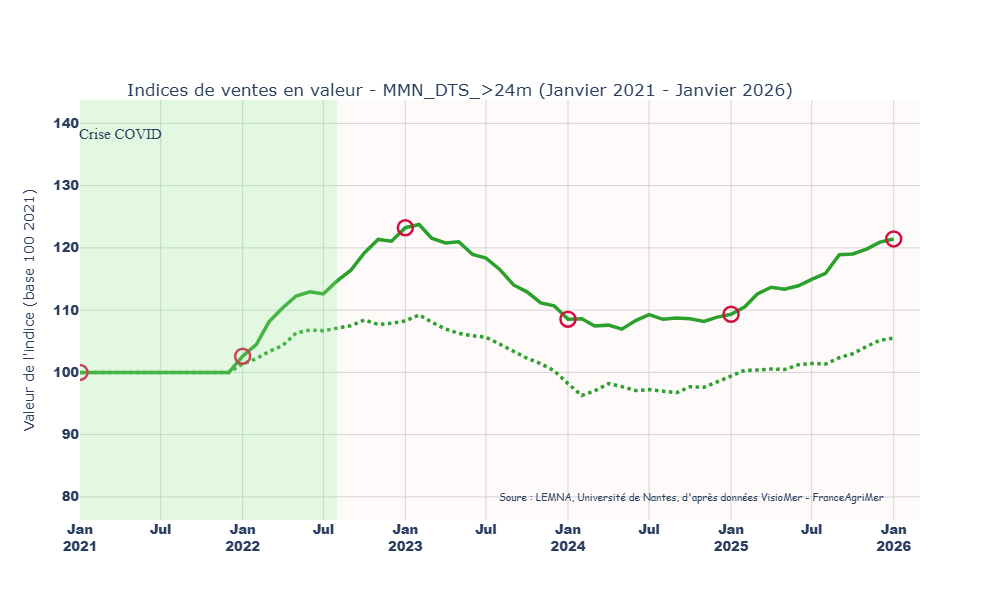 Indices de ventes en valeur - MMN_DTS_>24m (Janvier 2021 - Janvier 2026)
Crise COVID
Valeur de l'indice (base 100 2021)
140
130
120
110
100
90
80
Soure : LEMNA, Université de Nantes, d'après données VisioMer - FranceAgriMer
Jan Jul Jan Jul Jan Jul Jan Jul Jan Jul Jan
2021 2022 2023 2024 2025 2026